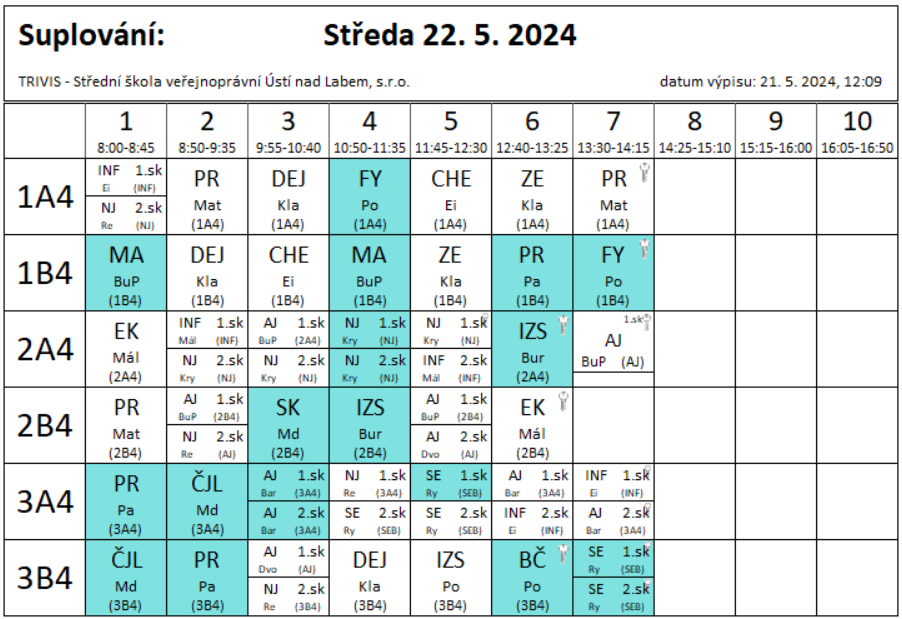 Suplování: Středa 22. 5. 2024
TRIVIS - Střední škola veřejnoprávní Ústí nad Labem, s.r.o. datum výpisu: 21. 5. 2024, 12:09
1 2 3 4 5 6 7 8 9 10
8:00-8:45 8:50-9:35 9:55-10:40 10:50-11:35 11:45-12:30 12:40-13:25 13:30-14:15 14:25-15:10 15:15-16:00 16:05-16:50
1A4
INF 1.sk
Ei (INF)
NJ 2.sk
Re (NJ)
PR
Mat
(1A4)
DEJ
Kla
(1A4)
FY
Po
(1A4)
CHE
Ei
(1A4)
ZE
Kla
(1A4)
PR
Mat
(1A4)
1B4
MA
BuP
(1B4)
DEJ
Kla
(1B4)
CHE
Ei
(1B4)
MA
BuP
(1B4)
ZE
Kla
(1B4)
PR
Pa
(1B4)
FY
Po
(1B4)
2A4
EK
Mál
(2A4)
INF 1.sk
Mál (INF)
NJ 2.sk
Kry (NJ)
AJ 1.sk
BuP (2A4)
NJ 2.sk
Kry (NJ)
NJ 1.sk
Kry (NJ)
NJ 2.sk
Kry (NJ)
NJ 1.sk
Kry (NJ)
INF 2.sk
Mál (INF)
IZS
Bur
(2A4)
1.sk
AJ
BuP (AJ)
2B4
PR
Mat
(2B4)
AJ 1.sk
BuP (2B4)
NJ 2.sk
Re (AJ)
SK
Md
(2B4)
IZS
Bur
(2B4)
AJ 1.sk
BuP (2B4)
AJ 2.sk
Dvo (AJ)
EK
Mál
(2B4)
3A4
PR
Pa
(3A4)
ČJL
Md
(3A4)
AJ 1.sk
Bar (3A4)
AJ 2.sk
Bar (3A4)
NJ 1.sk
Re (3A4)
SE 2.sk
Ry (SEB)
SE 1.sk
Ry (SEB)
SE 2.sk
Ry (SEB)
AJ 1.sk
Bar (3A4)
INF 2.sk
Ei (INF)
INF 1.sk
Ei (INF)
AJ 2.sk
Bar (3A4)
3B4
ČJL
Md
(3B4)
PR
Pa
(3B4)
AJ 1.sk
Dvo (AJ)
NJ 2.sk
Re (3B4)
DEJ
Kla
(3B4)
IZS
Po
(3B4)
BČ
Po
(3B4)
SE 1.sk
Ry (SEB)
SE 2.sk
Ry (SEB)